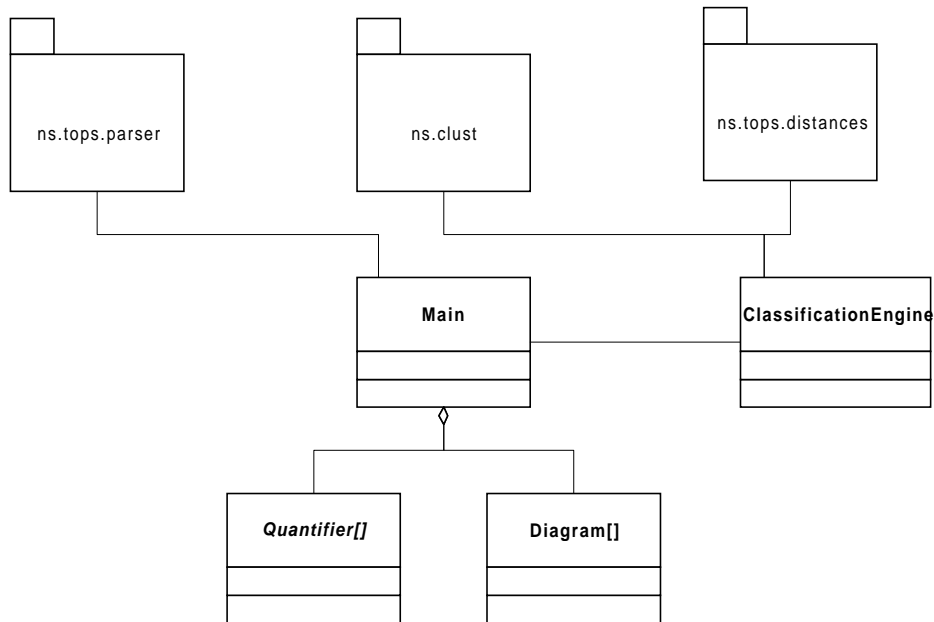 ns.tops.parser
ns.clust
ns.tops.distances
Main
ClassificationEngine
Quantifier[]
Diagram[]